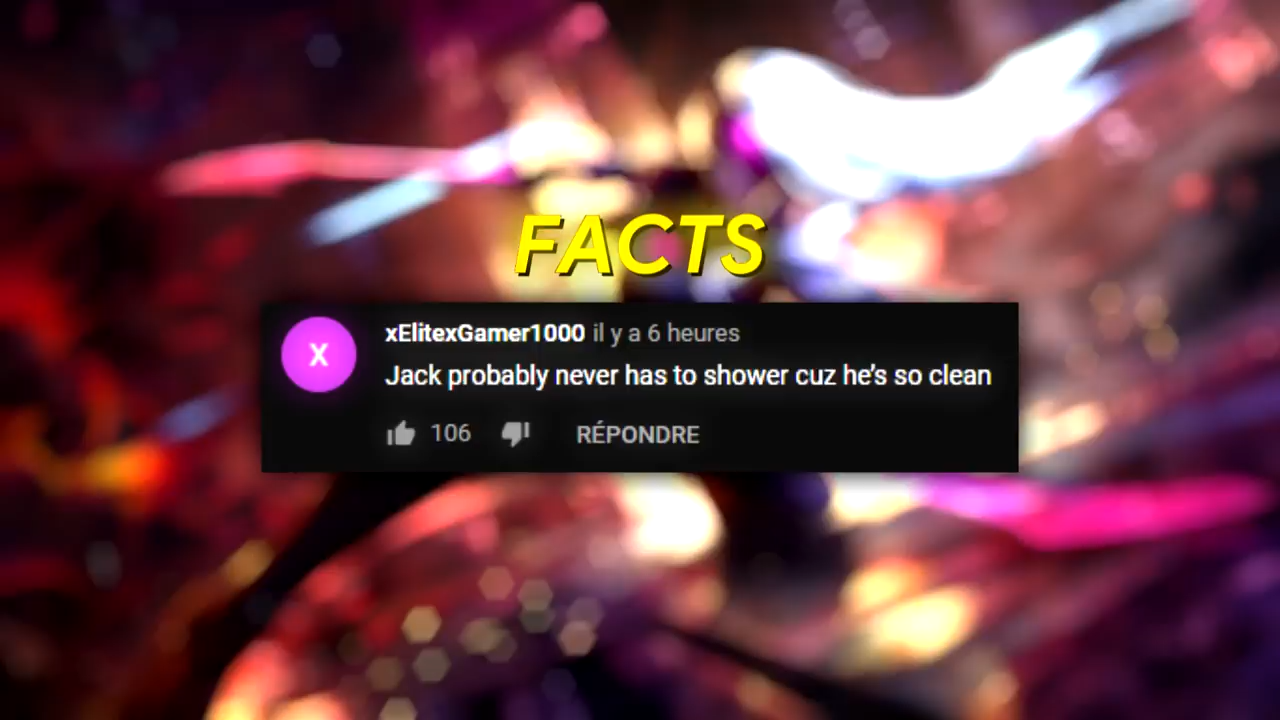 FACTS
X
xElitexGamer1000 il y a 6 heures
Jack probably never has to shower cuz he's so clean
106 RÉPONDRE